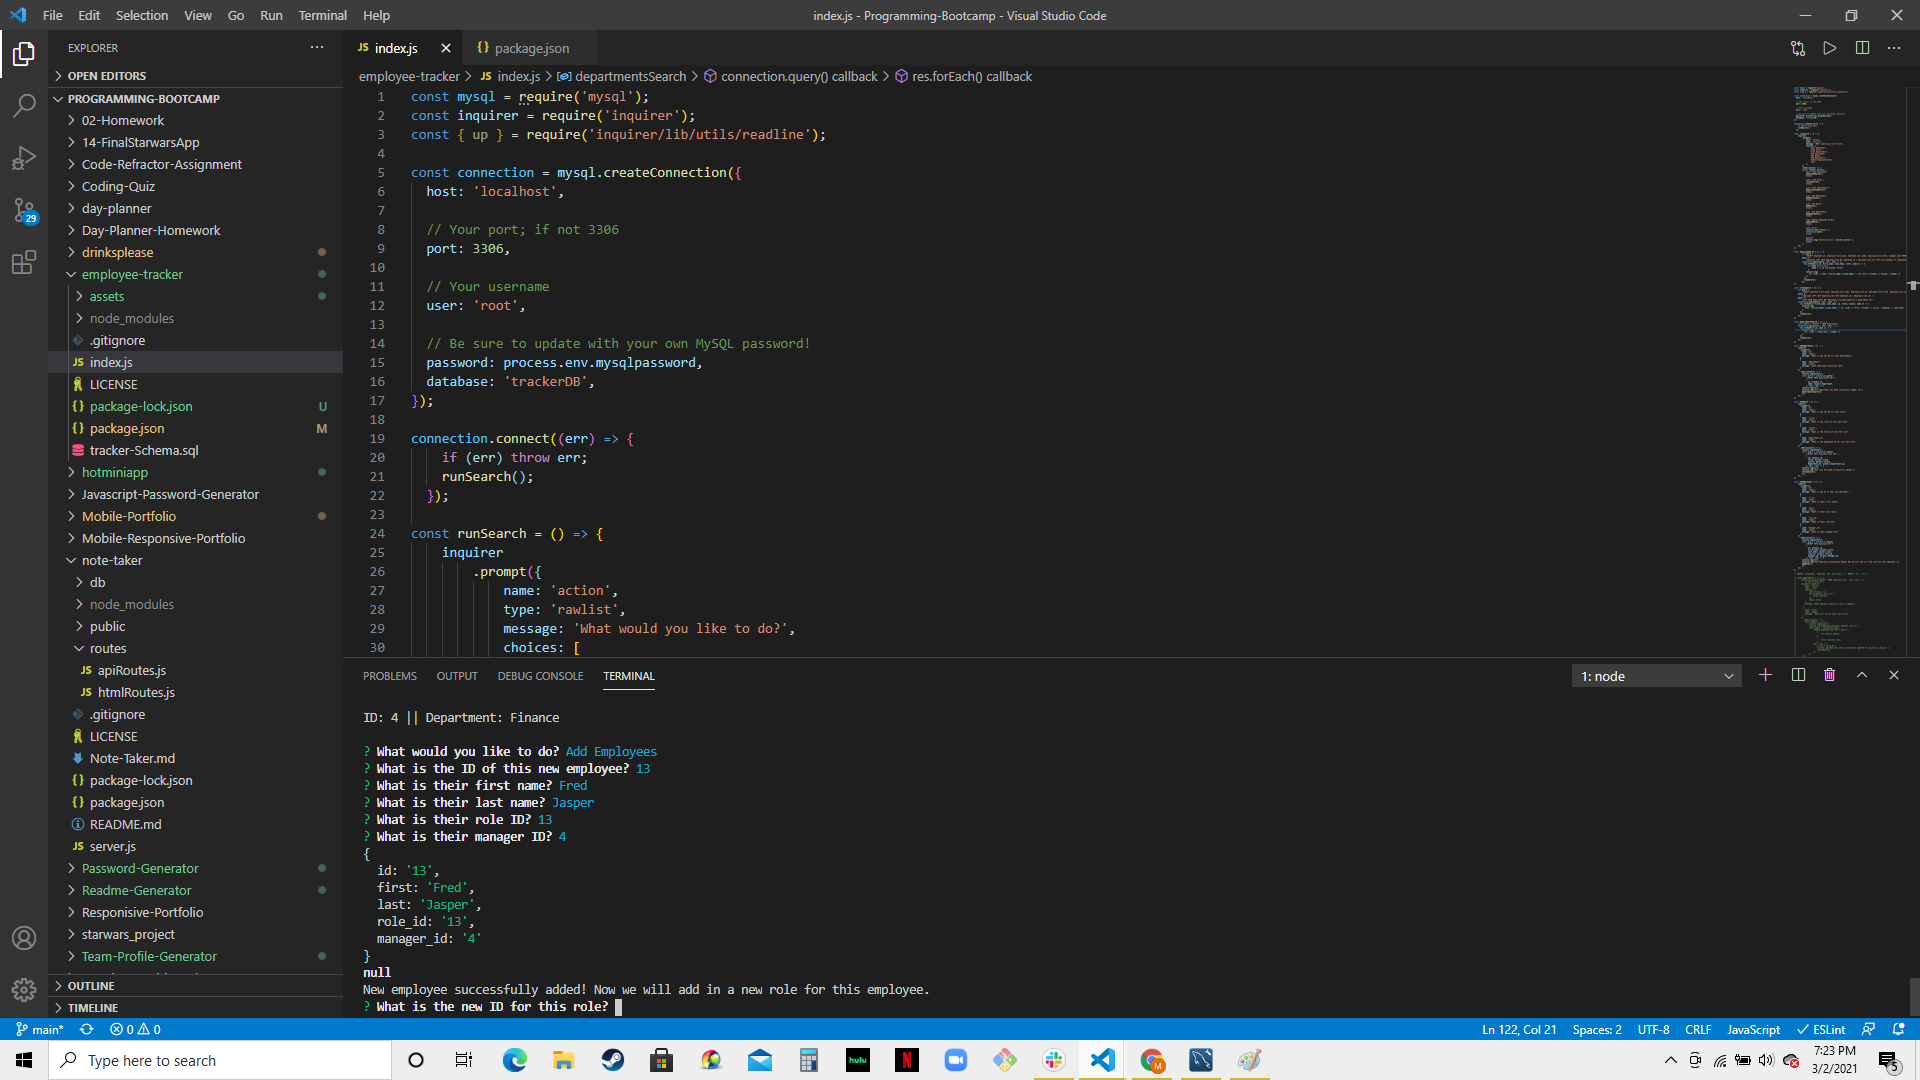 File Edit Selection View Go Run Terminal Help
index.js - Programming-Bootcamp - Visual Studio Code
EXPLORER
OPEN EDITORS
PROGRAMMING-BOOTCAMP
02-Homework
14-FinalStarwarsApp
Code-Refractor-Assignment
Coding-Quiz
day-planner
Day-Planner-Homework
drinksplease
employee-tracker
assets
node_modules
.gitignore
JS index.js
LICENSE
{} package-lock.json U
{} package.json M
tracker-Schema.sql
hotminiapp
Javascript-Password-Generator
Mobile-Portfolio
Mobile-Responsive-Portfolio
note-taker
db
node_modules
public
routes
JS apiRoutes.js
JS htmlRoutes.js
.gitignore
LICENSE
Note-Taker.md
{} package-lock.json
{} package.json
README.md
JS server.js
Password-Generator
Readme-Generator
Responisive-Portfolio
starwars_project
Team-Profile-Generator
OUTLINE
TIMELINE
29
JS index.js
{} package.json
employee-tracker > JS index.js > departmentsSearch > connection.query() callback > res.forEach() callback
1 const mysql = require('mysql');
2 const inquirer = require('inquirer');
3 const { up } = require('inquirer/lib/utils/readline');
4
5 const connection = mysql.createConnection({
6 host: 'localhost',
7
8 // Your port; if not 3306
9 port: 3306,
10
11 // Your username
12 user: 'root',
13
14 // Be sure to update with your own MySQL password!
15 password: process.env.mysqlpassword,
16 database: 'trackerDB',
17 });
18
19 connection.connect((err) => {
20 if (err) throw err;
21 runSearch();
22 });
23
24 const runSearch = () => {
25 inquirer
26 .prompt({
27 name: 'action',
28 type: 'rawlist',
29 message: 'What would you like to do?',
30 choices: [
PROBLEMS OUTPUT DEBUG CONSOLE TERMINAL
1: node
ID: 4 || Department: Finance
? What would you like to do? Add Employees
? What is the ID of this new employee? 13
? What is their first name? Fred
? What is their last name? Jasper
? What is their role ID? 13
? What is their manager ID? 4
{
id: '13',
first: 'Fred',
last: 'Jasper',
role_id: '13',
manager_id: '4'
}
null
New employee successfully added! Now we will add in a new role for this employee.
? What is the new ID for this role?
main* 0 0
Ln 122, Col 21 Spaces: 2 UTF-8 CRLF JavaScript ESLint
Type here to search
hulu
N
M
7:23 PM
3/2/2021
5